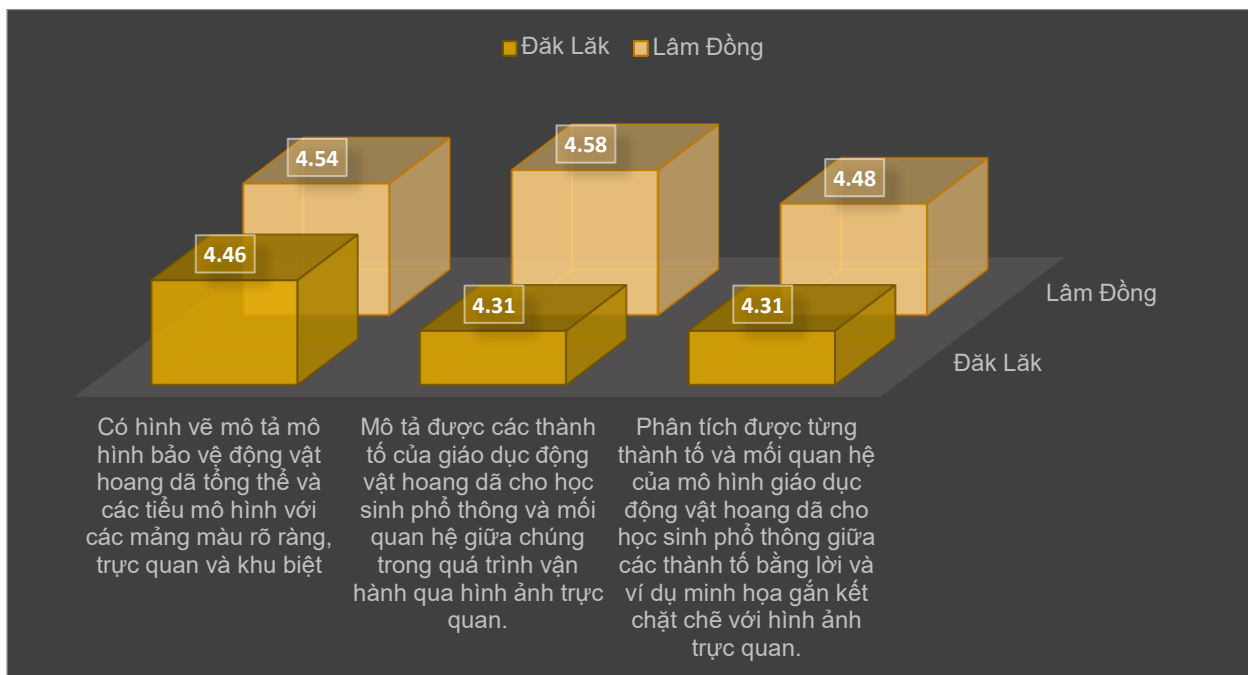 Đăk Lăk Lâm Đồng
4.54
4.58
4.48
4.46
4.31
4.31
Lâm Đồng
Đăk Lăk
Có hình vẽ mô tả mô
hình bảo vệ động vật
hoang dã tổng thể và
các tiểu mô hình với
các mảng màu rõ ràng,
trực quan và khu biệt
Mô tả được các thành
tố của giáo dục động
vật hoang dã cho học
sinh phổ thông và mối
quan hệ giữa chúng
trong quá trình vận
hành qua hình ảnh trực
quan.
Phân tích được từng
thành tố và mối quan hệ
của mô hình giáo dục
động vật hoang dã cho
học sinh phổ thông giữa
các thành tố bằng lời và
ví dụ minh họa gắn kết
chặt chẽ với hình ảnh
trực quan.